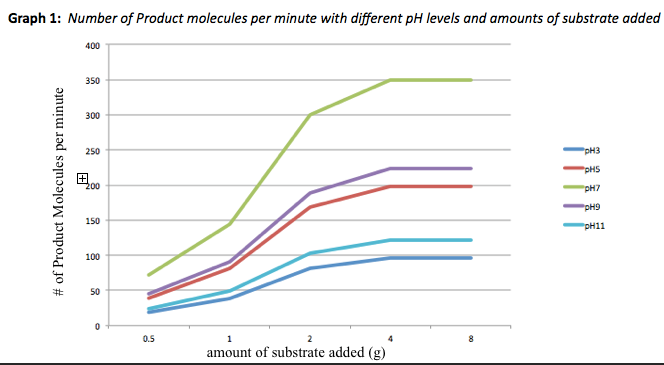 Graph 1: Number of Product molecules per minute with different pH levels and amounts of substrate added
# of Product Molecules per minute
400
350
300
250
200
150
100
50
0
0.5 1 2 4 8
amount of substrate added (g)
pH3
pH5
pH7
pH9
pH11